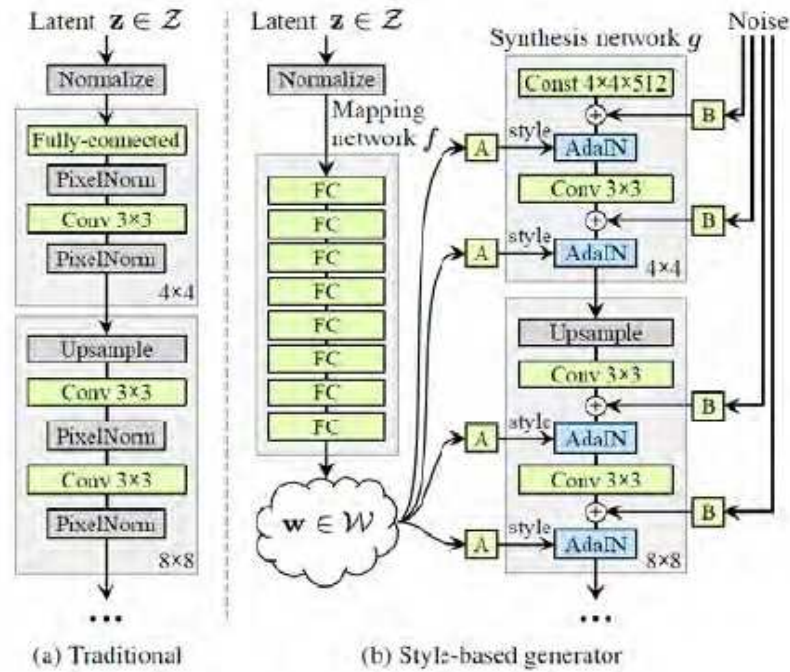 Latent z ∈ Z
Normalize
Fully-connected
PixelNorm
Conv 3×3
PixelNorm
4×4
Upsample
Conv 3×3
PixelNorm
Conv 3×3
PixelNorm
8×8
...
(a) Traditional
Latent z ∈ Z
Normalize
Mapping
network f
FC
FC
FC
FC
FC
FC
FC
FC
w ∈ W
A
style
A
style
A
style
A
style
Synthesis network g
Const 4×4×512
AdaIN
Conv 3×3
AdaIN
4×4
Upsample
Conv 3×3
AdaIN
Conv 3×3
AdaIN
8×8
...
Noise
B
B
B
B
(b) Style-based generator